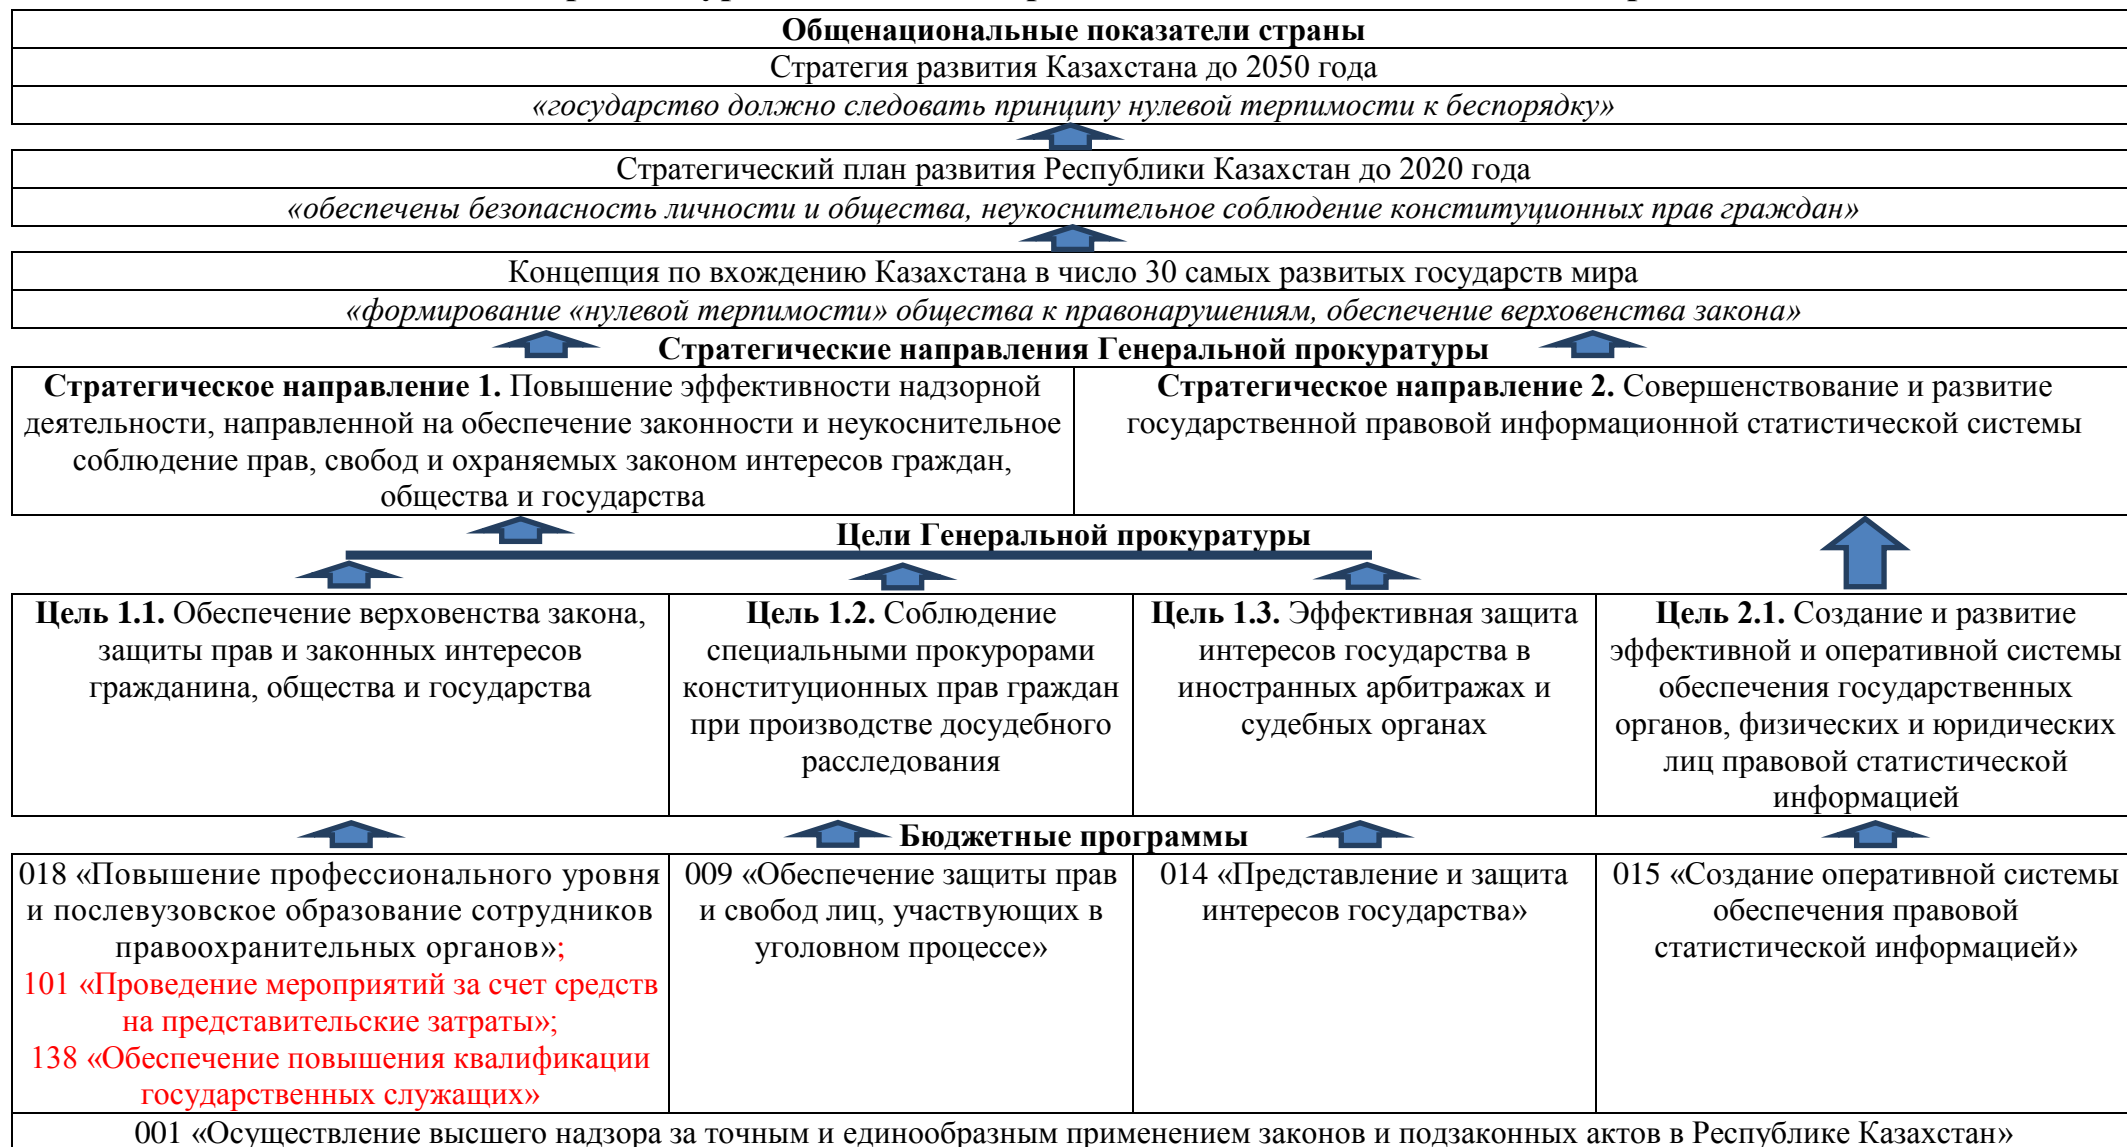 Общенациональные показатели страны
Стратегия развития Казахстана до 2050 года
«государство должно следовать принципу нулевой терпимости к беспорядку»
Стратегический план развития Республики Казахстан до 2020 года
«обеспечены безопасность личности и общества, неукоснительное соблюдение конституционных прав граждан»
Концепция по вхождению Казахстана в число 30 самых развитых государств мира
«формирование «нулевой терпимости» общества к правонарушениям, обеспечение верховенства закона»
Стратегические направления Генеральной прокуратуры
Стратегическое направление 1. Повышение эффективности надзорной
деятельности, направленной на обеспечение законности и неукоснительное
соблюдение прав, свобод и охраняемых законом интересов граждан,
общества и государства
Стратегическое направление 2. Совершенствование и развитие
государственной правовой информационной статистической системы
Цели Генеральной прокуратуры
Цель 1.1. Обеспечение верховенства закона,
защиты прав и законных интересов
гражданина, общества и государства
Цель 1.2. Соблюдение
специальными прокурорами
конституционных прав граждан
при производстве досудебного
расследования
Цель 1.3. Эффективная защита
интересов государства в
иностранных арбитражах и
судебных органах
Цель 2.1. Создание и развитие
эффективной и оперативной системы
обеспечения государственных
органов, физических и юридических
лиц правовой статистической
информацией
Бюджетные программы
018 «Повышение профессионального уровня
и послевузовское образование сотрудников
правоохранительных органов»;
101 «Проведение мероприятий за счет средств
на представительские затраты»;
138 «Обеспечение повышения квалификации
государственных служащих»
009 «Обеспечение защиты прав
и свобод лиц, участвующих в
уголовном процессе»
014 «Представление и защита
интересов государства»
015 «Создание оперативной системы
обеспечения правовой
статистической информацией»
001 «Осуществление высшего надзора за точным и единообразным применением законов и подзаконных актов в Республике Казахстан»